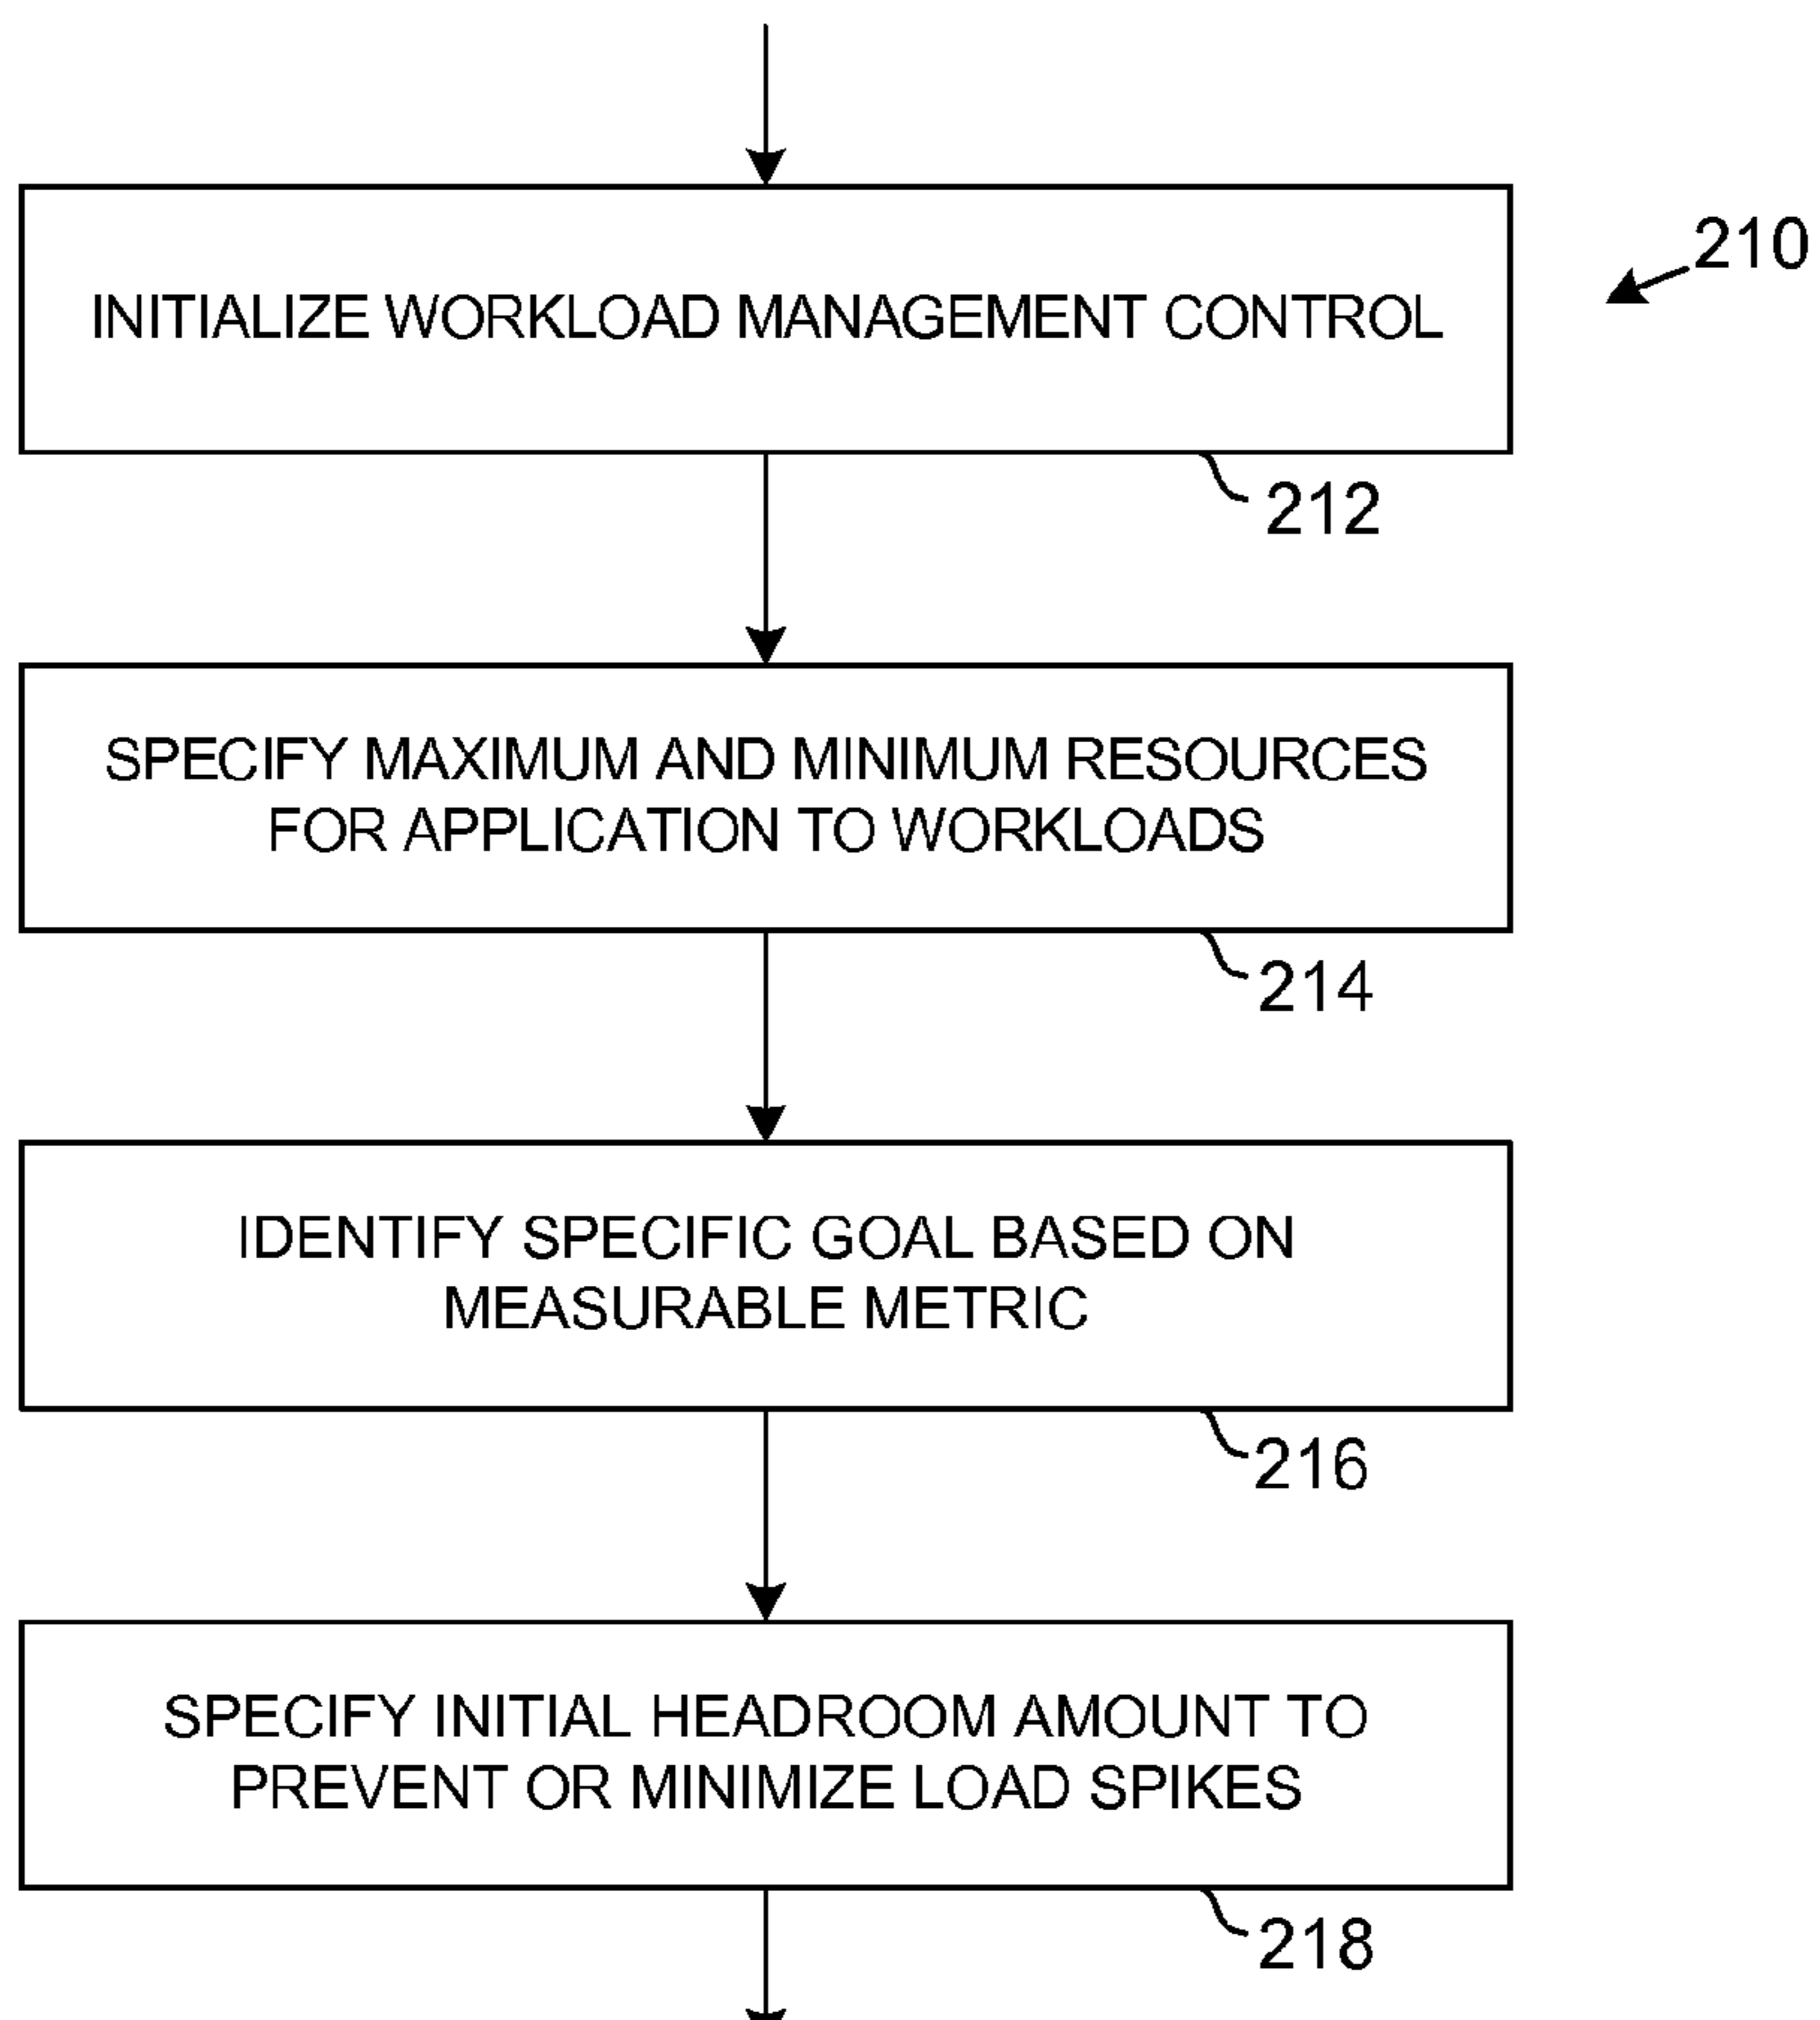 210
INITIALIZE WORKLOAD MANAGEMENT CONTROL
212
SPECIFY MAXIMUM AND MINIMUM RESOURCES
FOR APPLICATION TO WORKLOADS
214
IDENTIFY SPECIFIC GOAL BASED ON
MEASURABLE METRIC
216
SPECIFY INITIAL HEADROOM AMOUNT TO
PREVENT OR MINIMIZE LOAD SPIKES
218